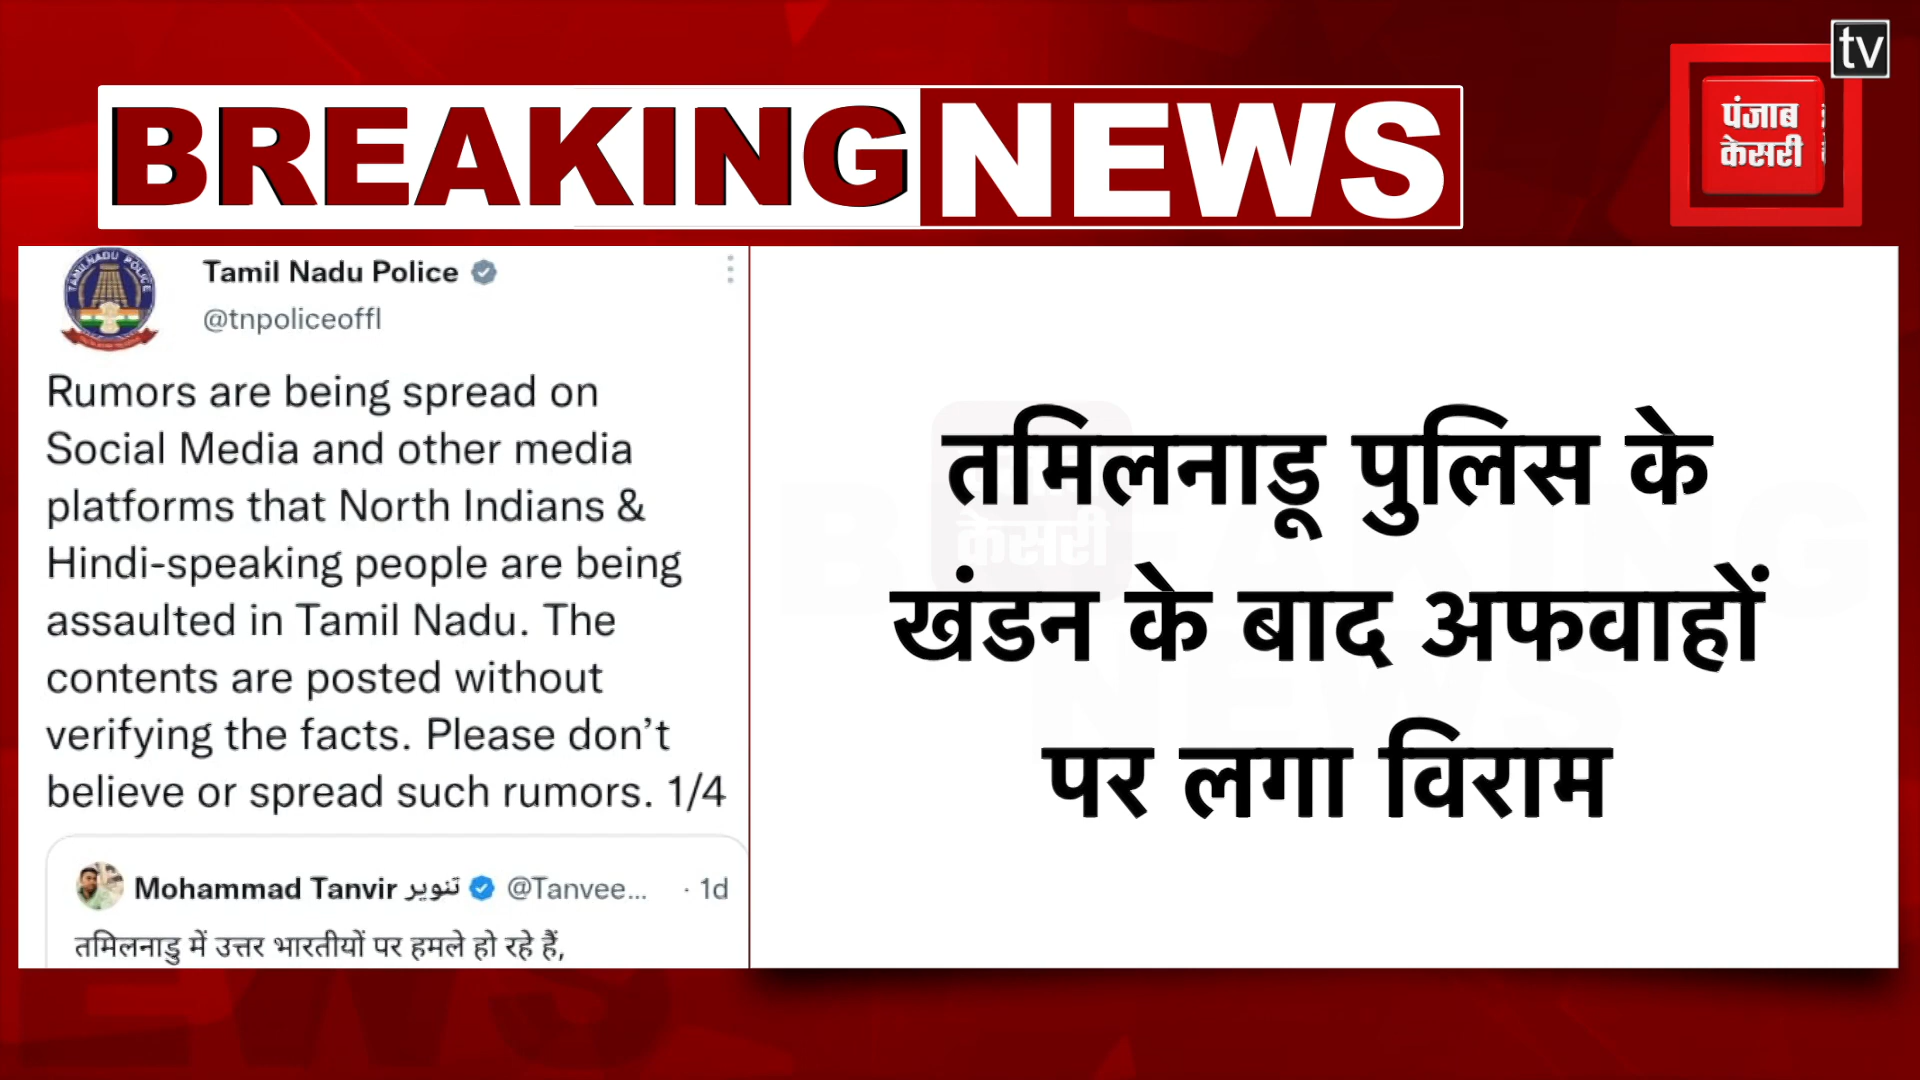 tv
पंजाब
केसरी
BREAKING NEWS
Tamil Nadu Police
@tnpoliceoffl
Rumors are being spread on
Social Media and other media
platforms that North Indians &
Hindi-speaking people are being
assaulted in Tamil Nadu. The
contents are posted without
verifying the facts. Please don't
believe or spread such rumors. 1/4
Mohammad Tanvir تنویر @Tanvee... · 1d
तमिलनाडु में उत्तर भारतीयों पर हमले हो रहे हैं,
तमिलनाडू पुलिस के
खंडन के बाद अफवाहों
पर लगा विराम